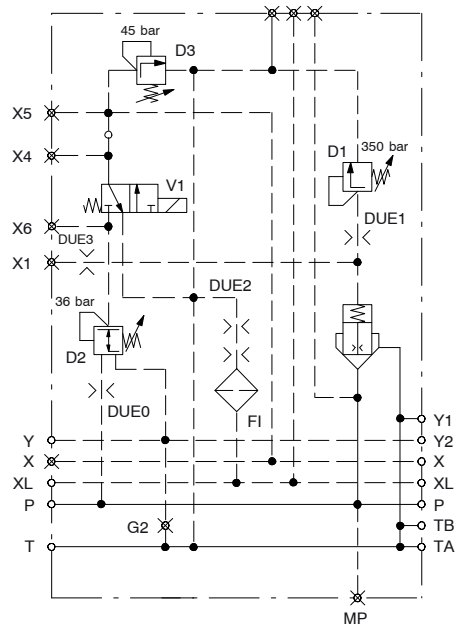 45 bar
D3
X5
X4
D1
350 bar
V1
X6
DUE3
DUE1
X1
DUE2
36 bar
D2
DUE0
FI
Y1
Y
Y2
X
X
XL
XL
P
P
G2
TB
T
TA
MP